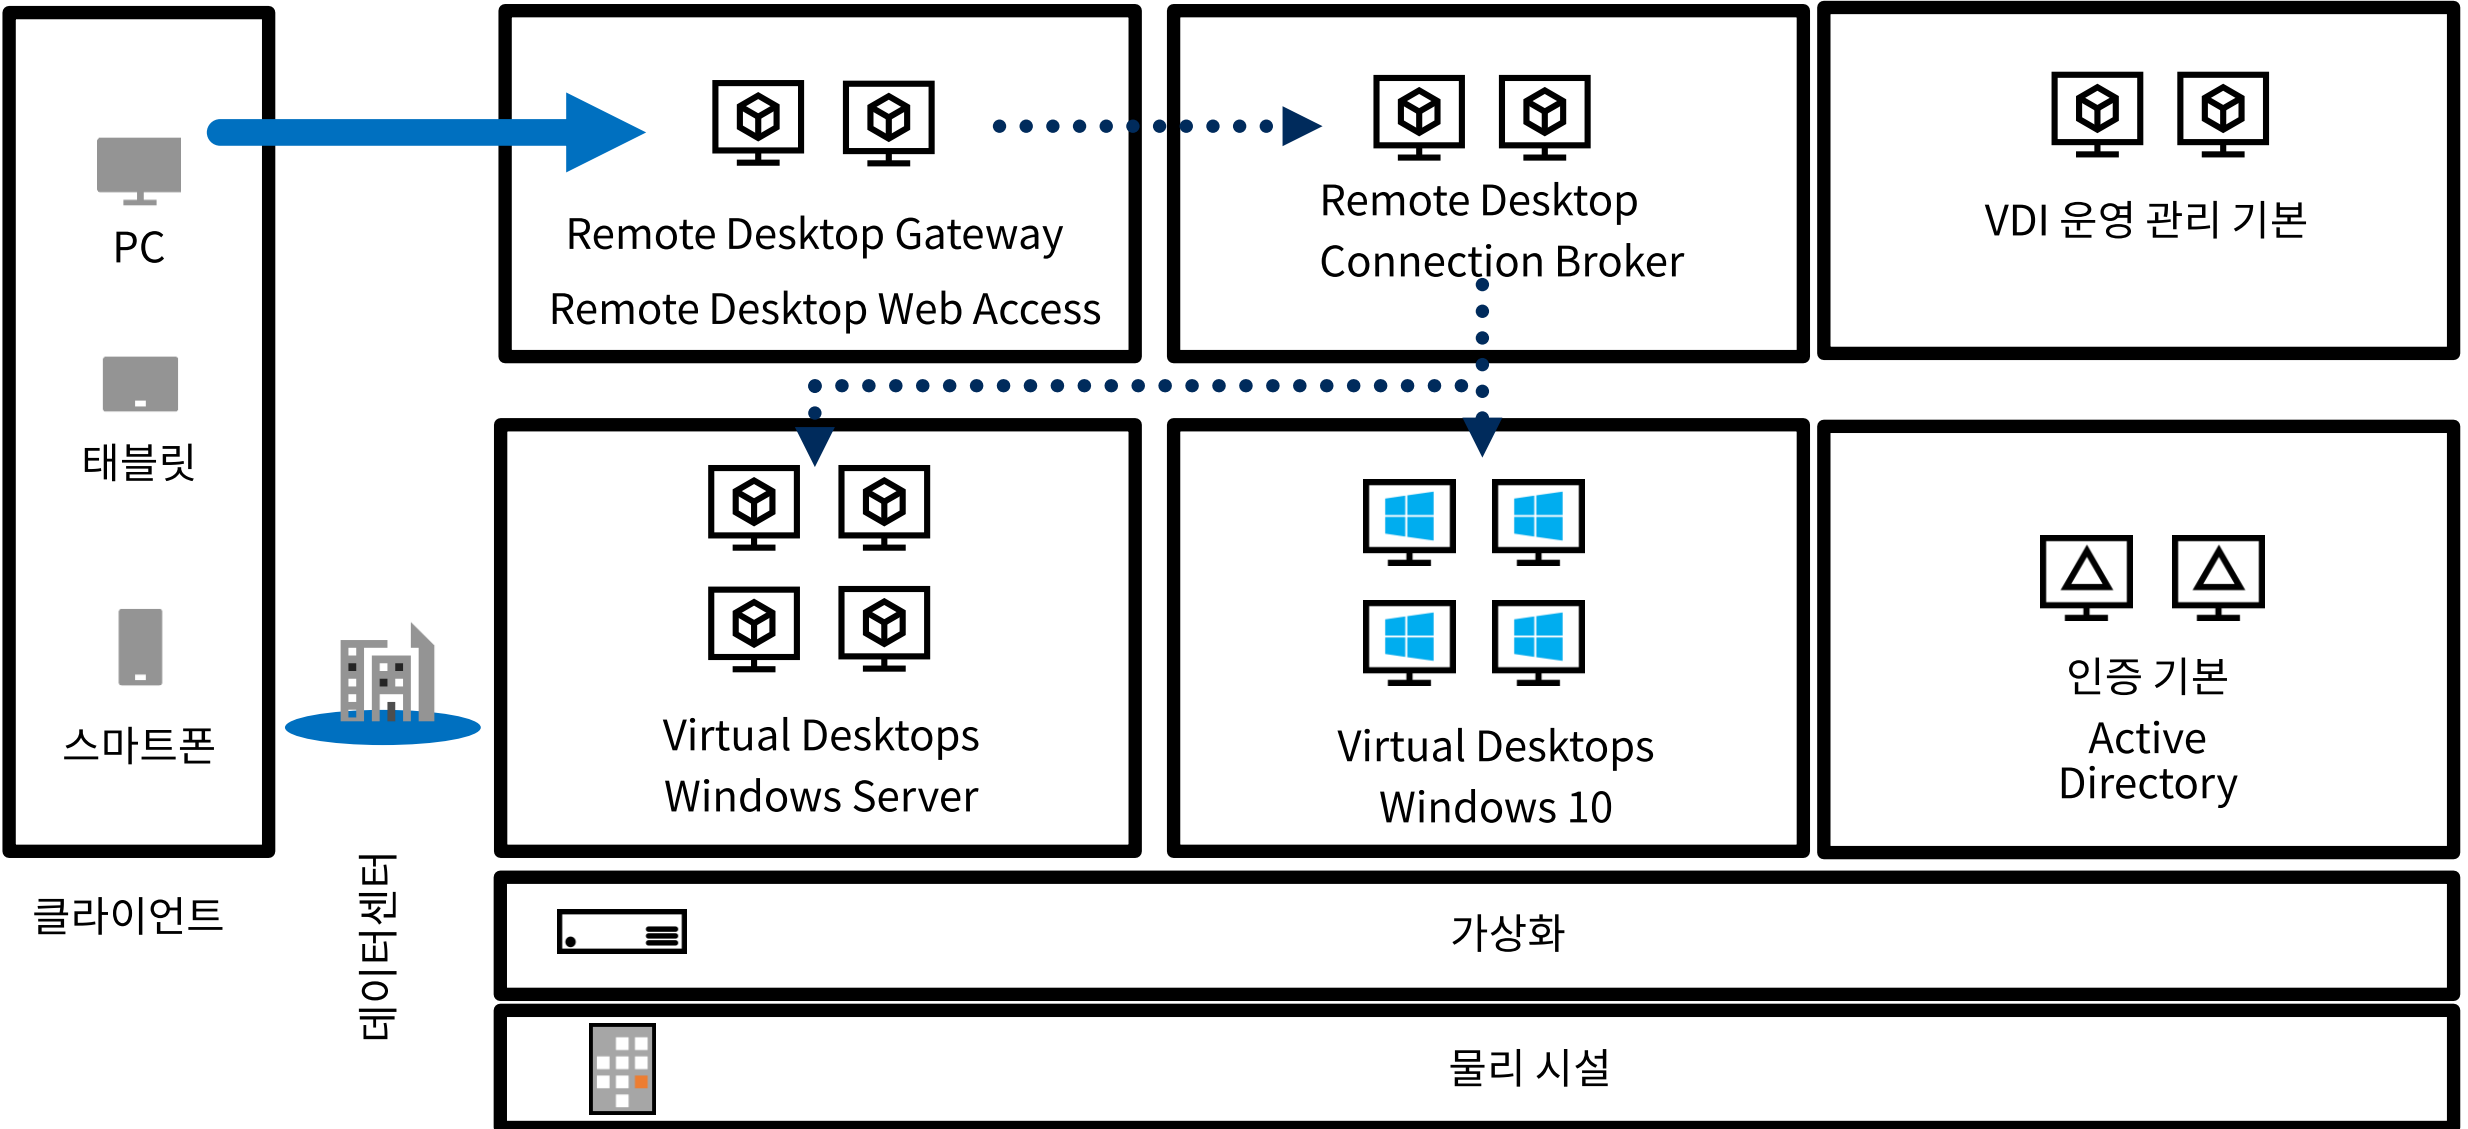 PC
태블릿
스마트폰
클라이언트
데이터센터
Remote Desktop Gateway
Remote Desktop Web Access
Remote Desktop
Connection Broker
VDI 운영 관리 기본
Virtual Desktops
Windows Server
Virtual Desktops
Windows 10
인증 기본
Active
Directory
가상화
물리 시설